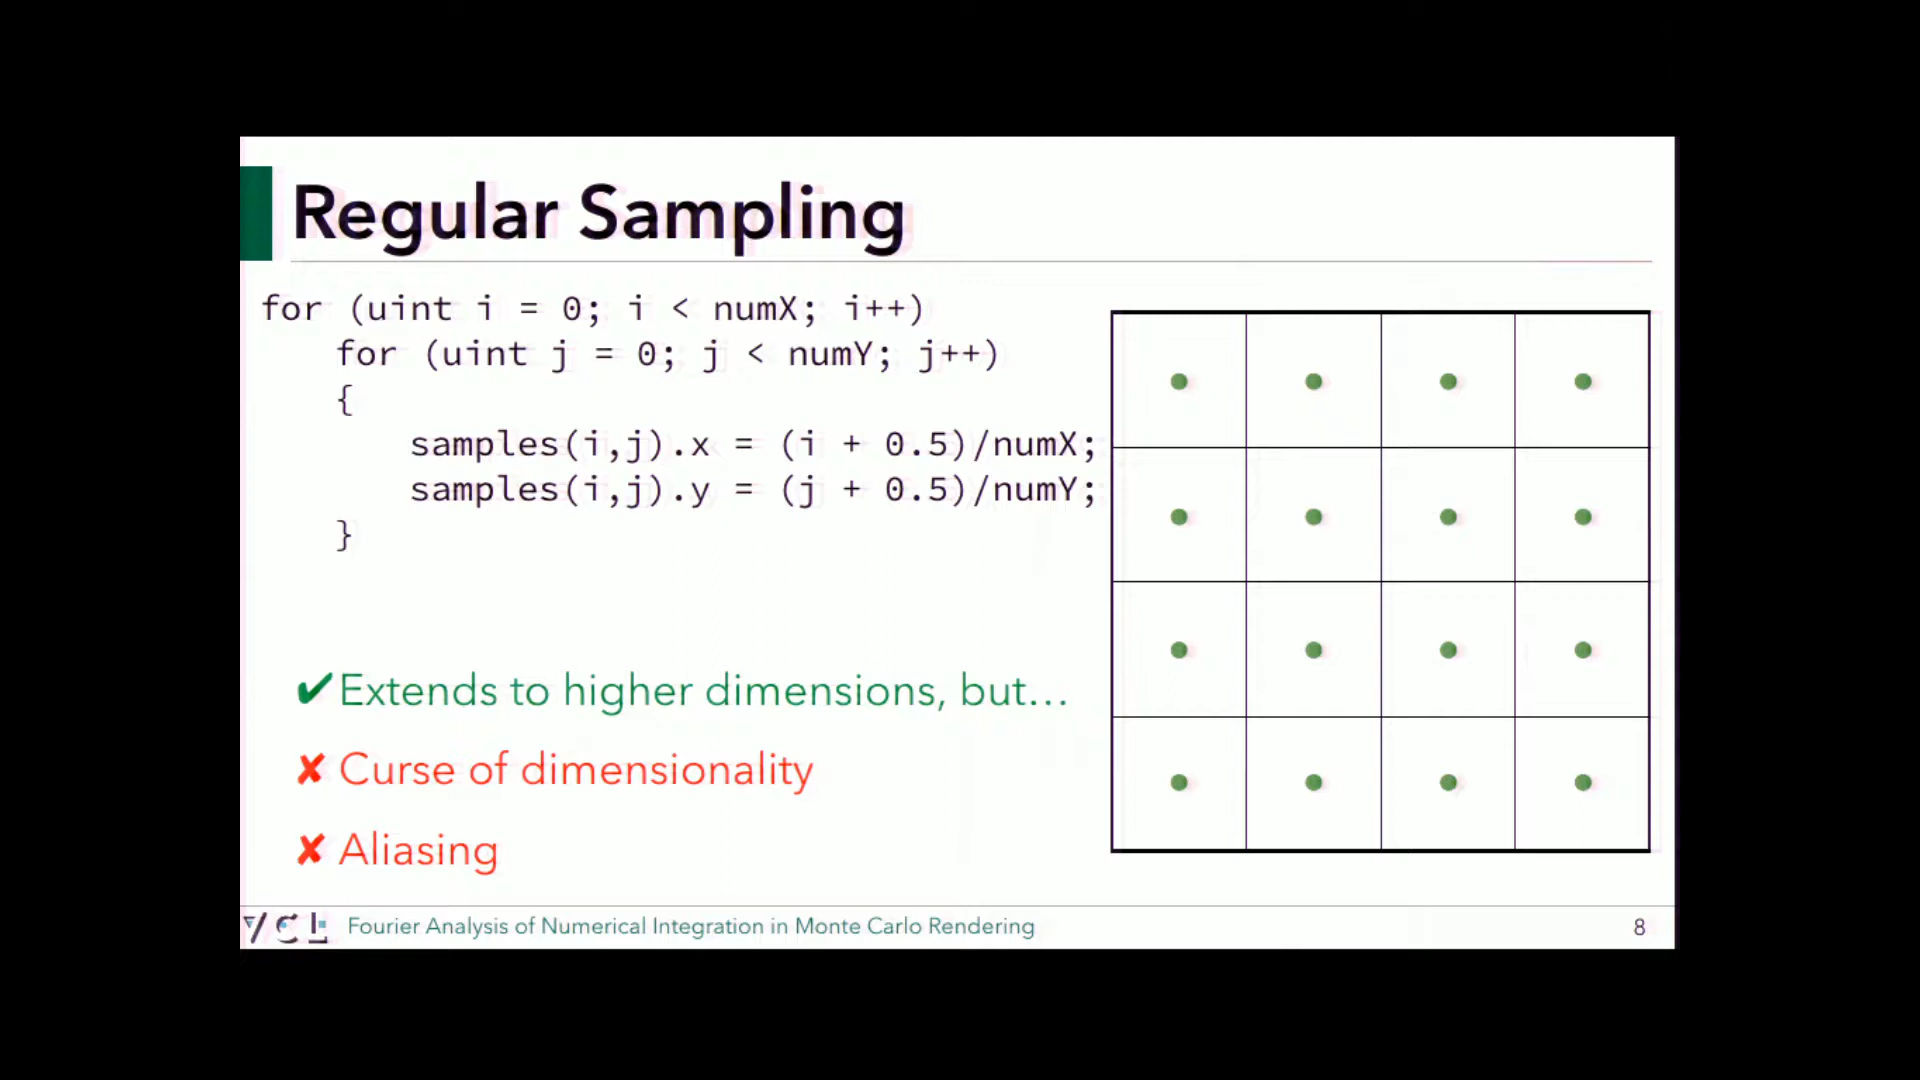 Regular Sampling
for (uint i = 0; i < numX; i++)
for (uint j = 0; j < numY; j++)
{
samples(i,j).x = (i + 0.5)/numX;
samples(i,j).y = (j + 0.5)/numY;
}
✔Extends to higher dimensions, but...
✘ Curse of dimensionality
✘ Aliasing
VCL Fourier Analysis of Numerical Integration in Monte Carlo Rendering 8